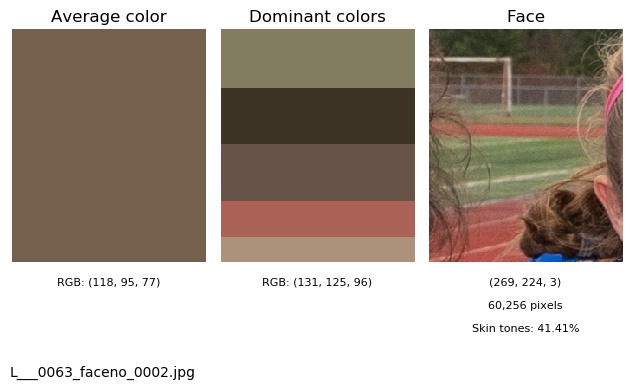 Average color
Dominant colors
Face
RGB: (118, 95, 77)
RGB: (131, 125, 96)
(269, 224, 3)
60,256 pixels
Skin tones: 41.41%
L___0063_faceno_0002.jpg